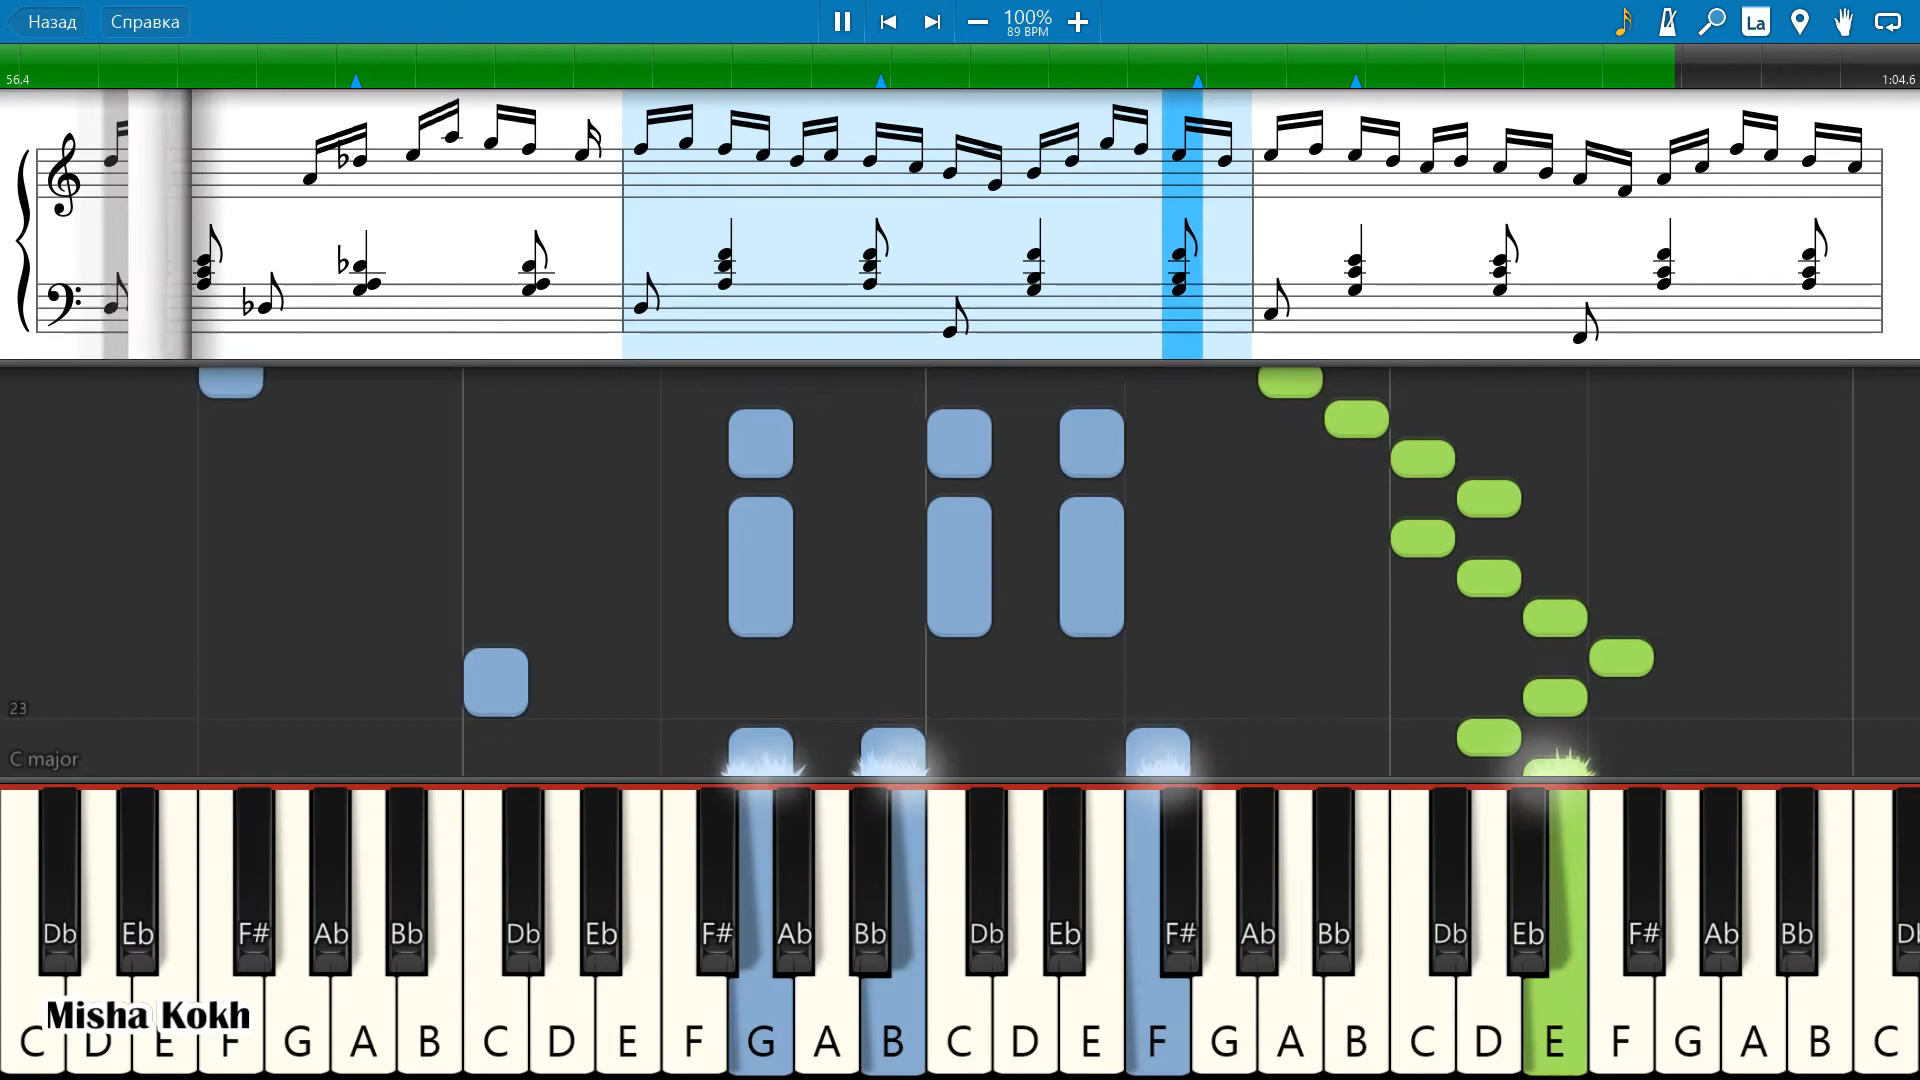 Назад Справка 100% La
89 BPM
56.4 1:04.6
23
C major
Db Eb F# Ab Bb Db Eb F# Ab Bb Db Eb F# Ab Bb Db Eb F# Ab Bb
Misha Kokh
C D E F G A B C D E F G A B C D E F G A B C D E F G A B C